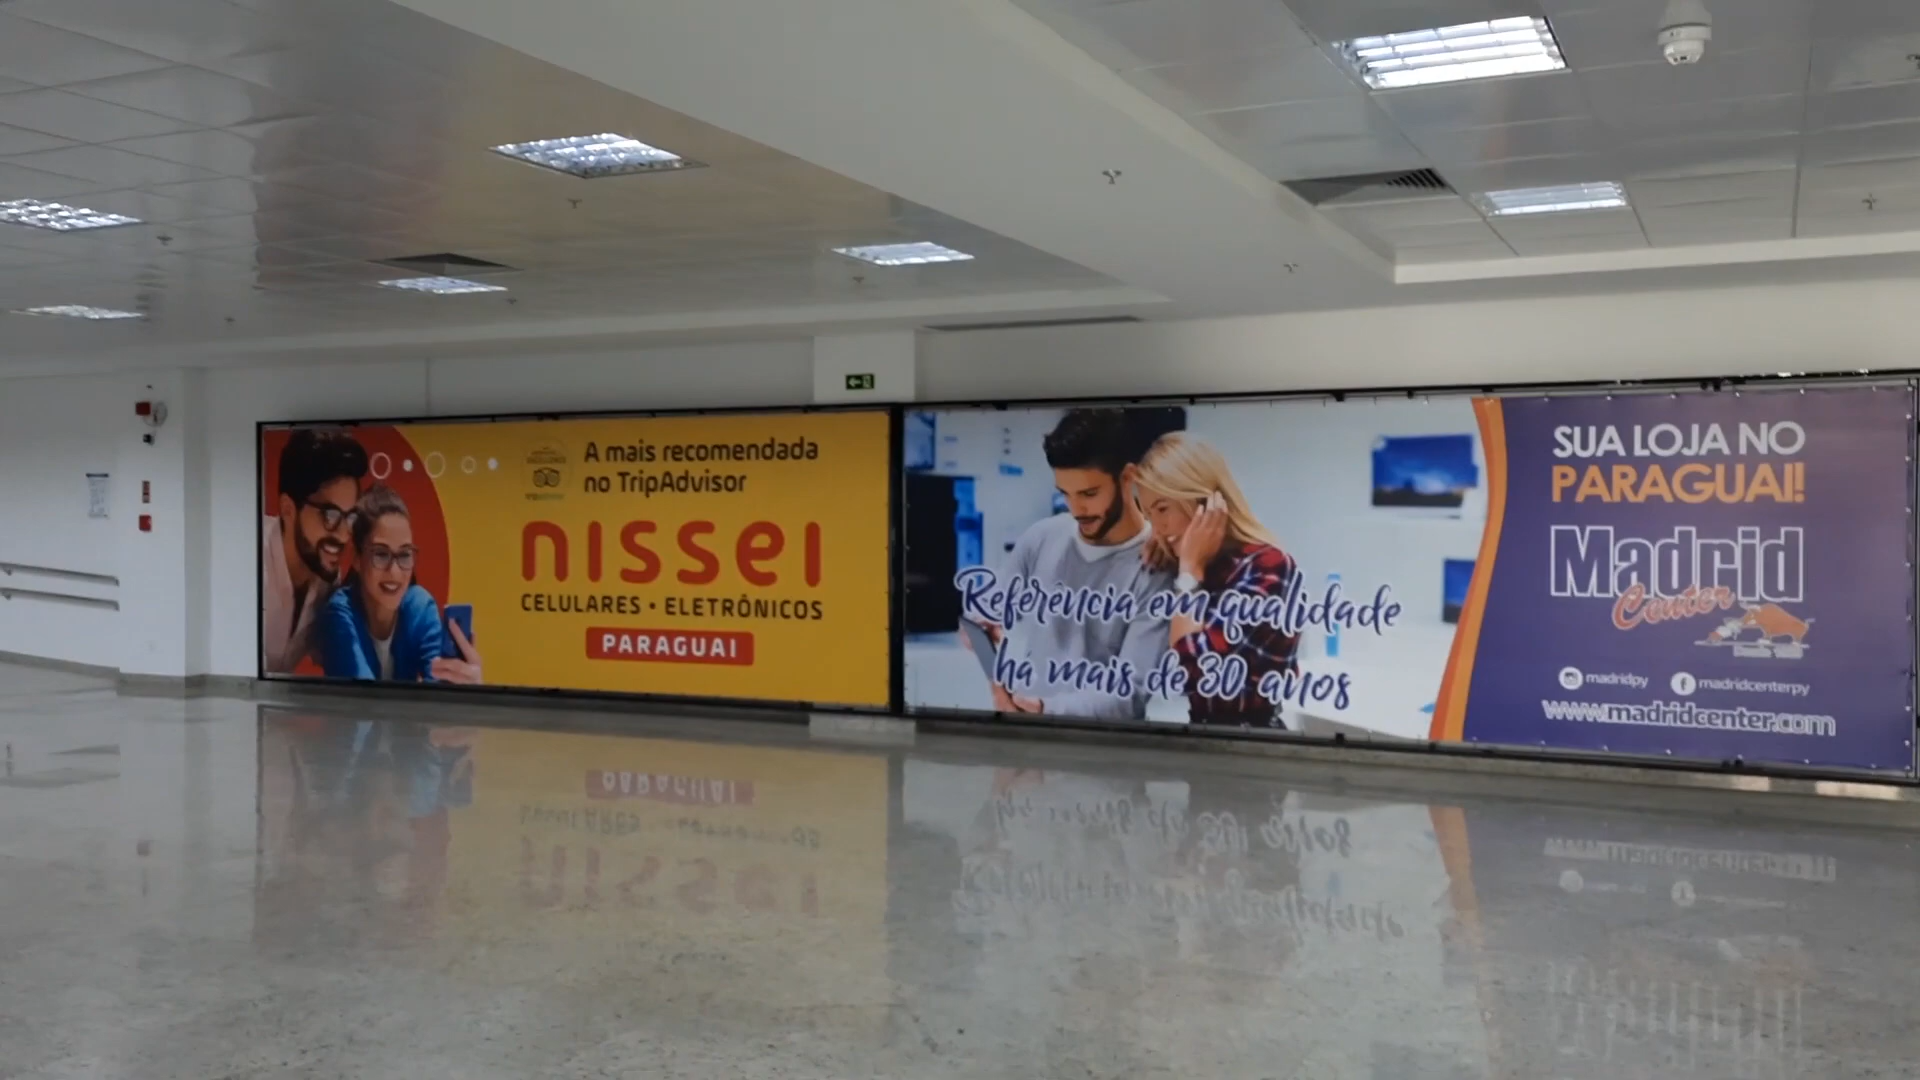 A mais recomendada
no TripAdvisor
nissei
CELULARES • ELETRÔNICOS
PARAGUAI
Referência em qualidade
há mais de 30 anos
SUA LOJA NO
PARAGUAI!
Madrid
Center
madridpy
madridcenterpy
www.madridcenter.com